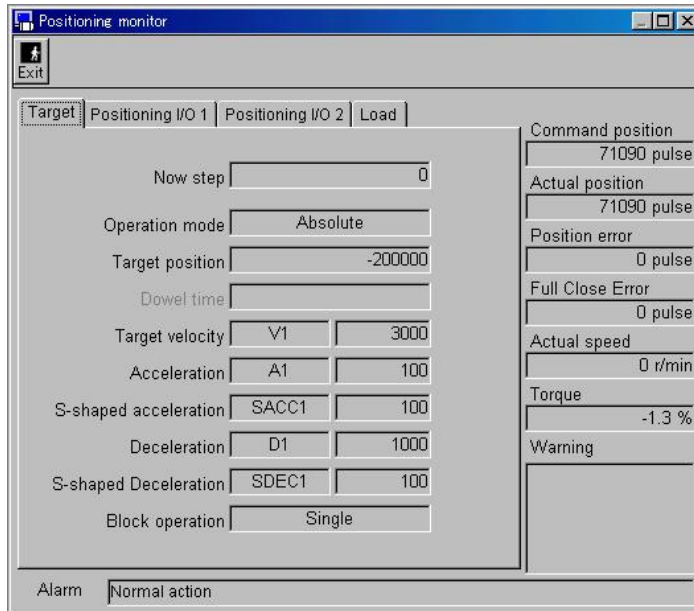 Positioning monitor
Exit
Target
Positioning I/O 1
Positioning I/O 2
Load
Now step 0
Operation mode Absolute
Target position -200000
Dowel time
Target velocity V1 3000
Acceleration A1 100
S-shaped acceleration SACC1 100
Deceleration D1 1000
S-shaped Deceleration SDEC1 100
Block operation Single
Command position
71090 pulse
Actual position
71090 pulse
Position error
0 pulse
Full Close Error
0 pulse
Actual speed
0 r/min
Torque
-1.3 %
Warning
Alarm Normal action